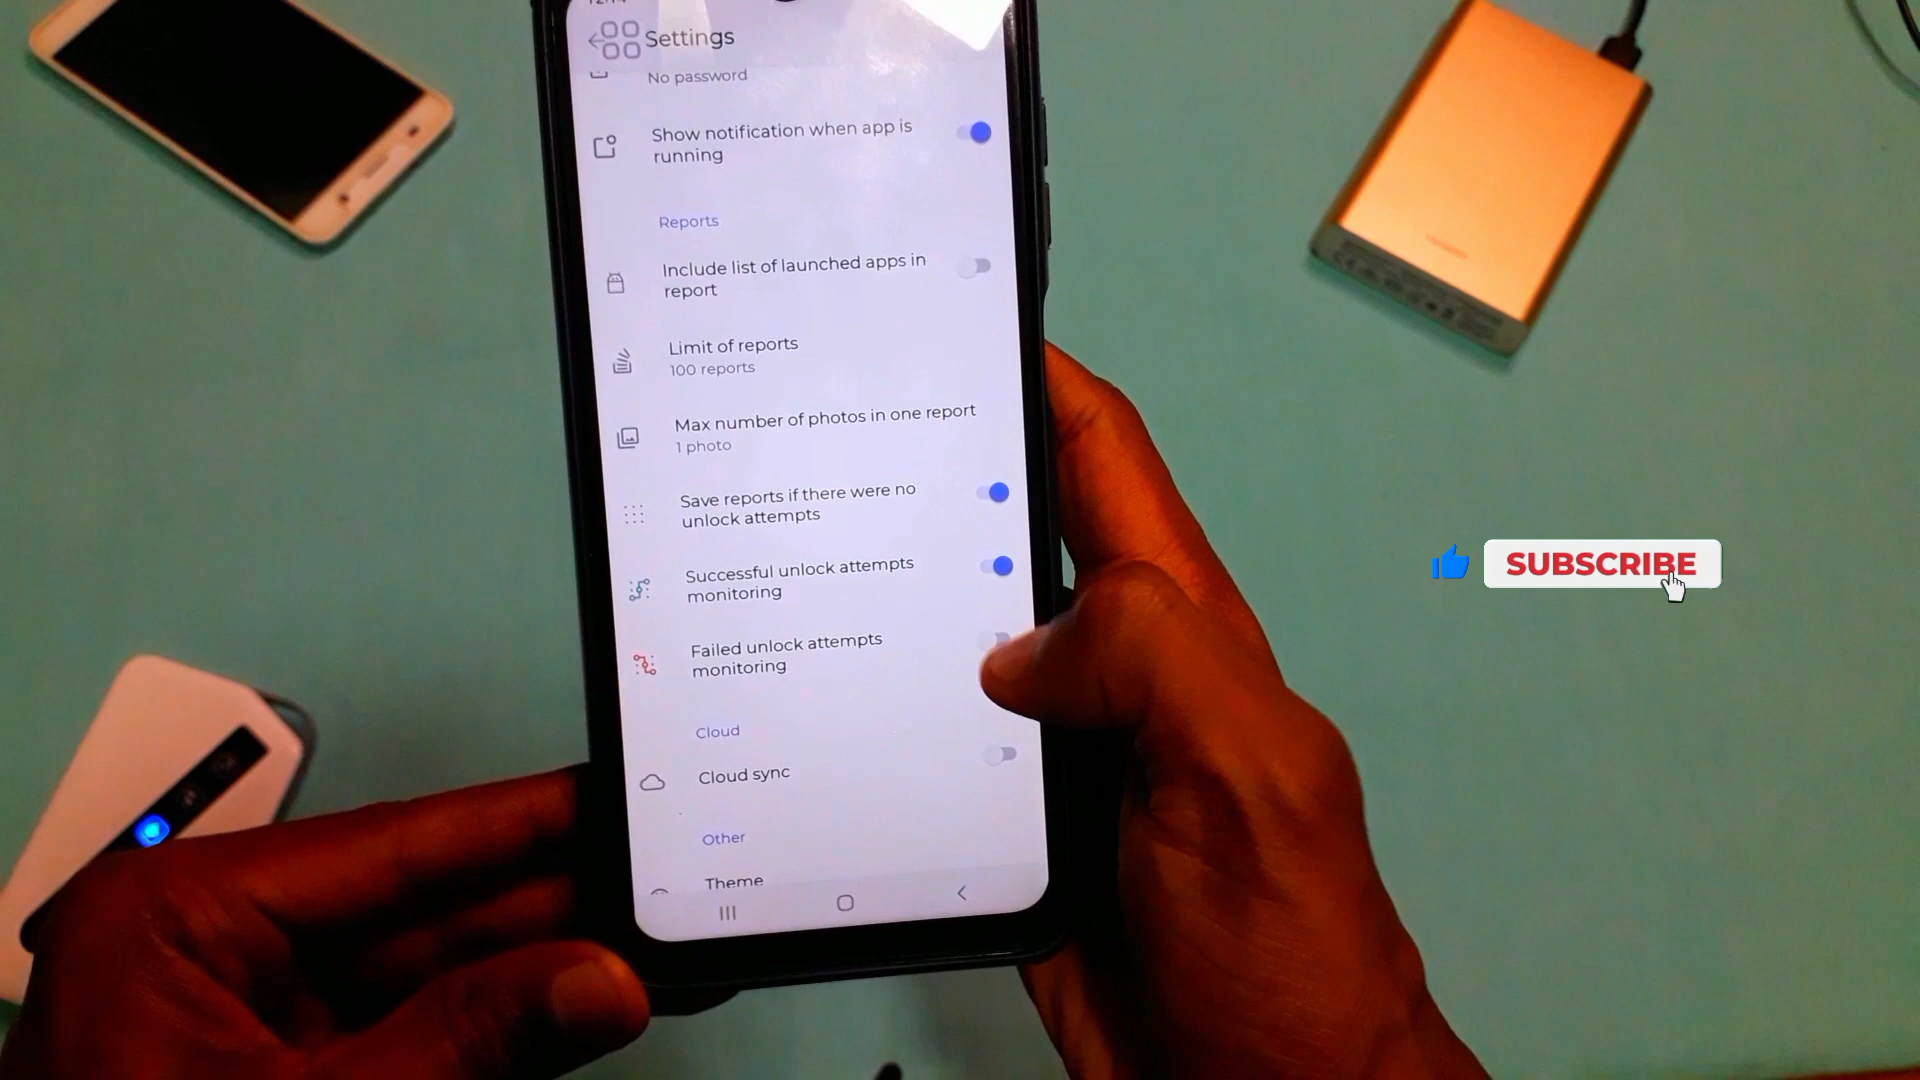 Settings
No password
Show notification when app is
running
Reports
Include list of launched apps in
report
Limit of reports
100 reports
Max number of photos in one report
1 photo
Save reports if there were no
unlock attempts
Successful unlock attempts
monitoring
SUBSCRIBE
Failed unlock attempts
monitoring
Cloud
Cloud sync
Other
Theme